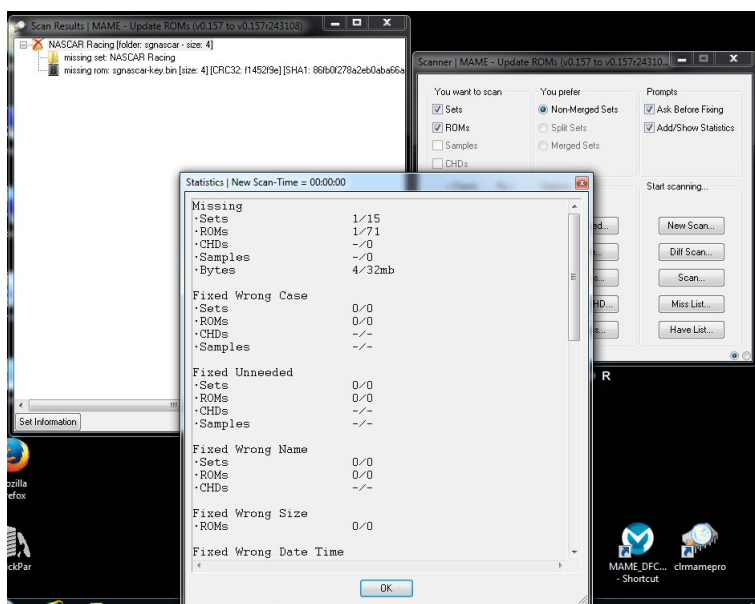 Scan Results | MAME - Update ROMs (v0.157 to v0.157r243108)
NASCAR Racing [folder: sgnascar - size: 4]
missing set: NASCAR Racing
missing rom: sgnascar-key.bin [size: 4] [CRC32: f1452f9e] [SHA1: 86fb0f278a2eb0aba66a
Set Information
Scanner | MAME - Update ROMs (v0.157 to v0.157r24310...
You want to scan
Sets
ROMs
Samples
CHDs
You prefer
Non-Merged Sets
Split Sets
Merged Sets
Prompts
Ask Before Fixing
Add/Show Statistics
Start scanning...
New Scan...
Diff Scan...
Scan...
Miss List...
Have List...
Statistics | New Scan-Time = 00:00:00
Missing
·Sets 1/15
·ROMs 1/71
·CHDs -/0
·Samples -/0
·Bytes 4/32mb
Fixed Wrong Case
·Sets 0/0
·ROMs 0/0
·CHDs -/-
·Samples -/-
Fixed Unneeded
·Sets 0/0
·ROMs 0/0
·CHDs -/-
·Samples -/-
Fixed Wrong Name
·Sets 0/0
·ROMs 0/0
·CHDs -/-
Fixed Wrong Size
·ROMs 0/0
Fixed Wrong Date Time
OK
R
ozilla
refox
ckPar
MAME_DFC...
- Shortcut
clrmamepro